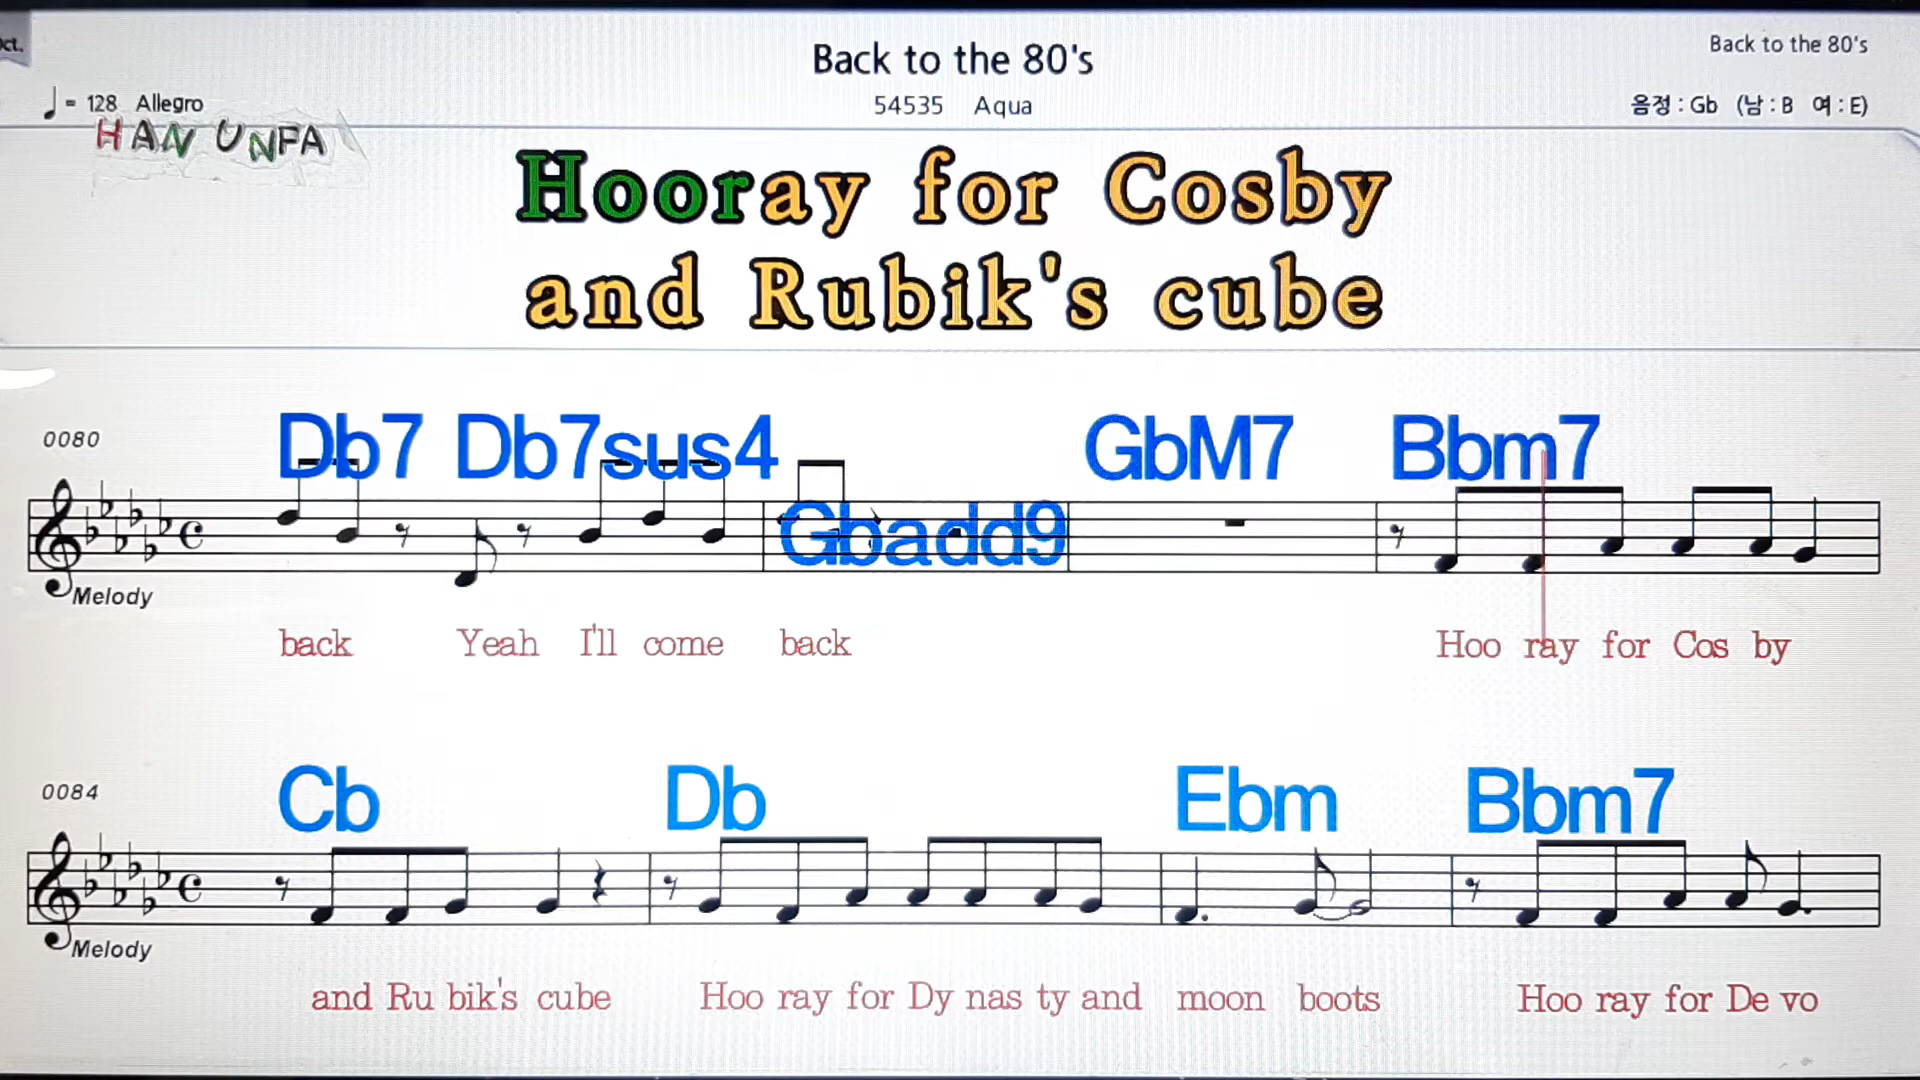 Oct.
Back to the 80's
Back to the 80's
♩ = 128 Allegro
54535 Aqua
음정 : Gb (남 : B 여 : E)
HAN UNFA
Hooray for Cosby
and Rubik's cube
0080
Db7 Db7sus4 Gbadd9 GbM7 Bbm7
Melody
back Yeah I'll come back Hoo ray for Cos by
0084
Cb Db Ebm Bbm7
Melody
and Ru bik's cube Hoo ray for Dy nas ty and moon boots Hoo ray for De vo